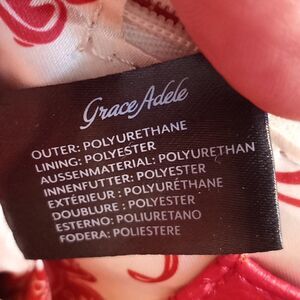 Grace Adele
OUTER: POLYURETHANE
LINING: POLYESTER
AUSSENMATERIAL: POLYURETHAN
INNENFUTTER: POLYESTER
EXTÉRIEUR : POLYURÉTHANE
DOUBLURE : POLYESTER
ESTERNO: POLIURETANO
FODERA: POLIESTERE